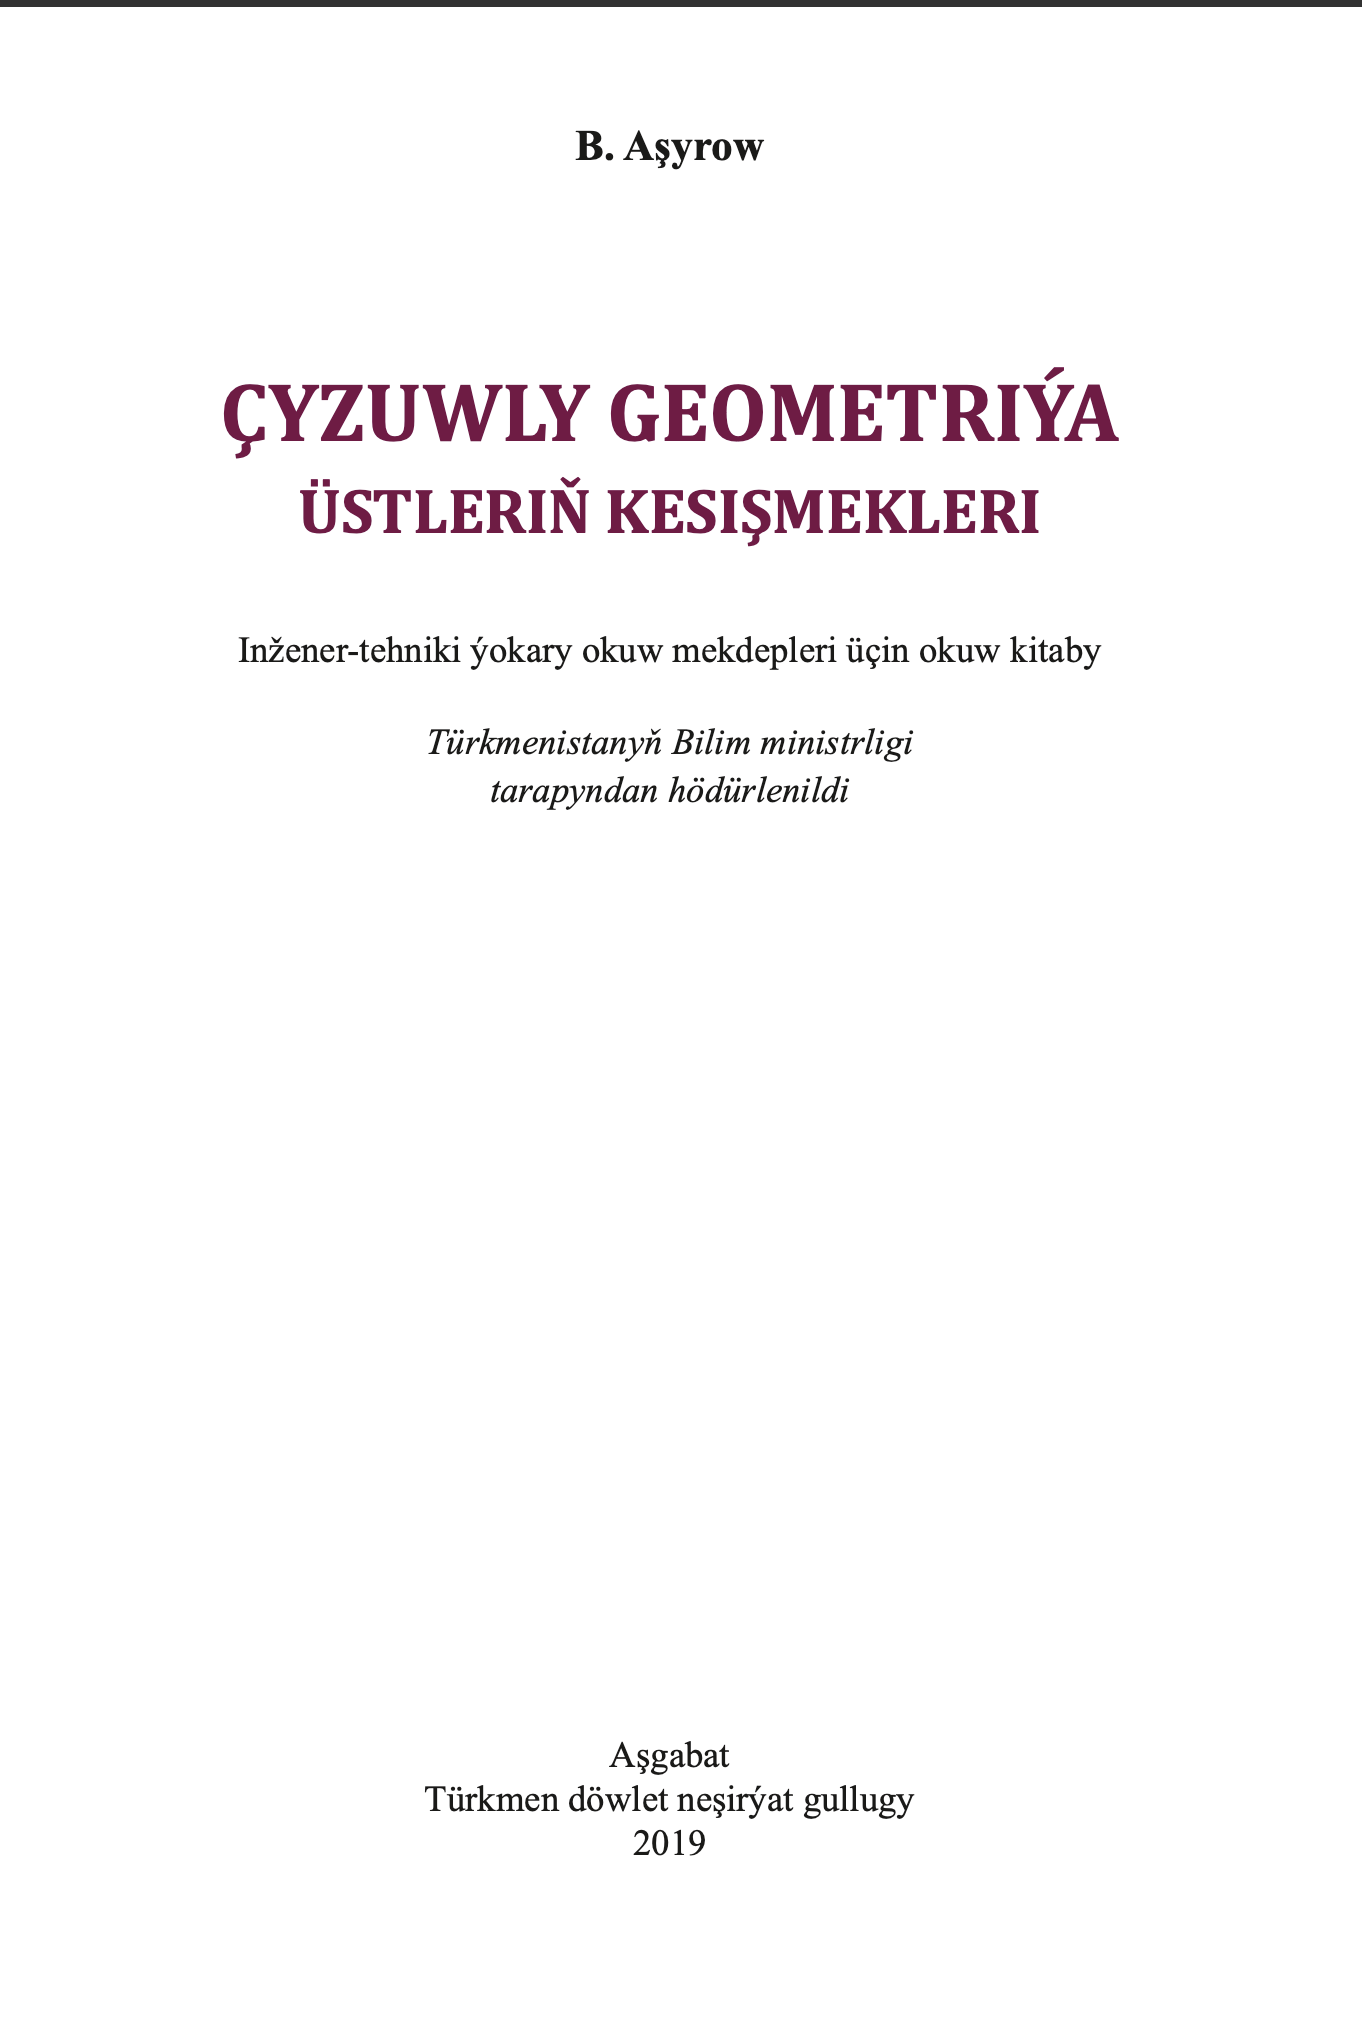 B. Aşyrow
ÇYZUWLY GEOMETRIÝA
ÜSTLERIŇ KESIŞMEKLERI
Inžener-tehniki ýokary okuw mekdepleri üçin okuw kitaby
Türkmenistanyň Bilim ministrligi
tarapyndan hödürlenildi
Aşgabat
Türkmen döwlet neşirýat gullugy
2019